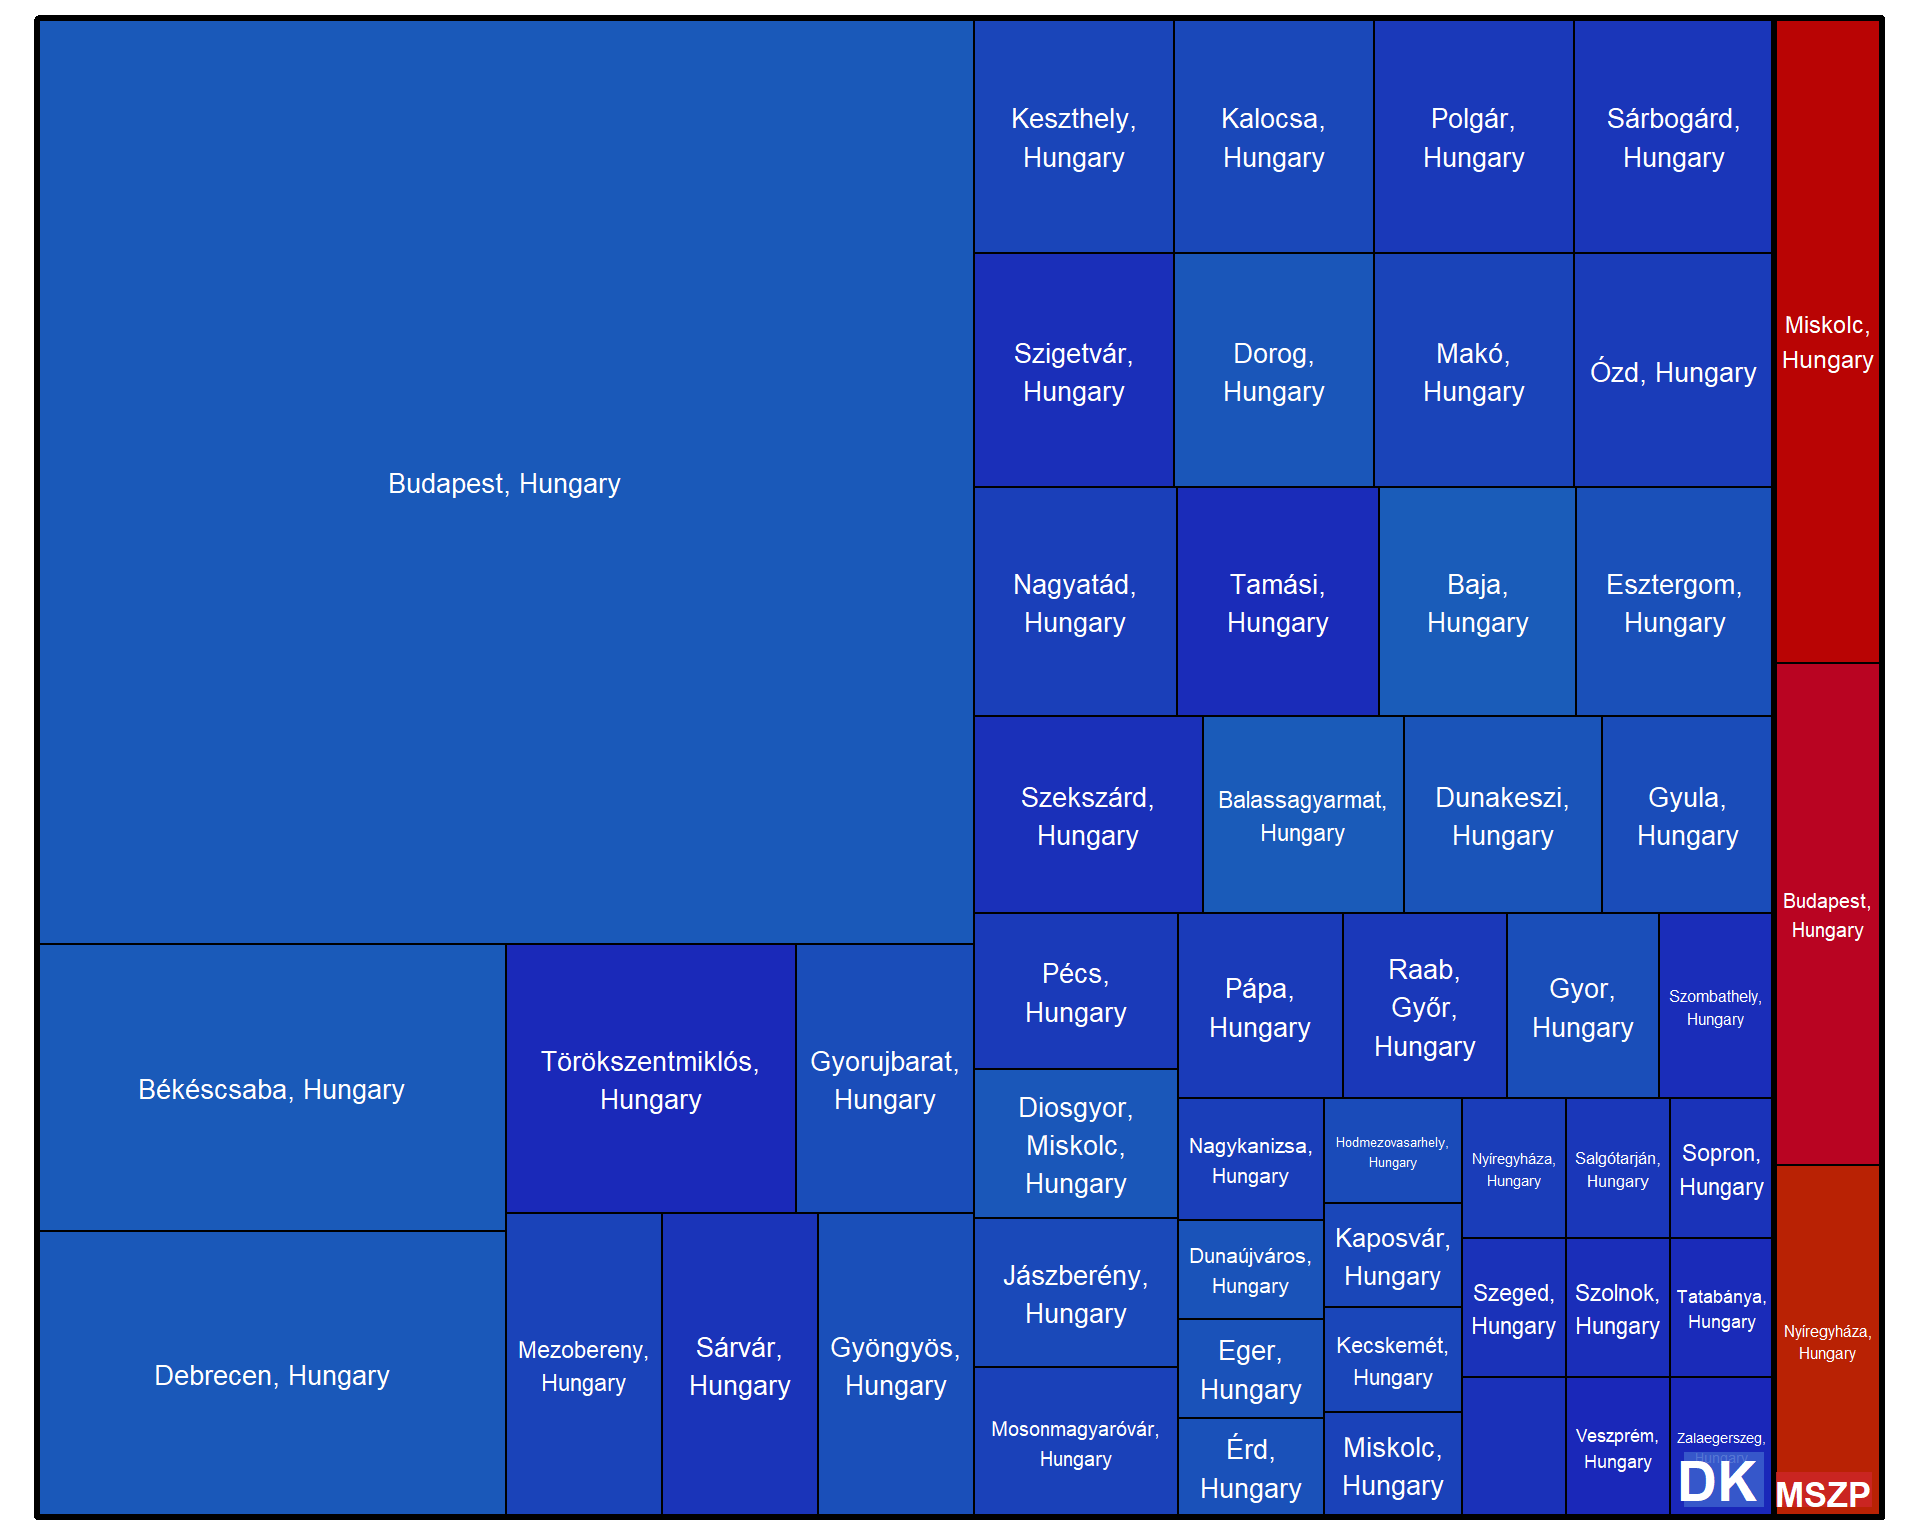 Budapest, Hungary
Békéscsaba, Hungary
Debrecen, Hungary
Törökszentmiklós,
Hungary
Gyorujbarat,
Hungary
Mezobereny,
Hungary
Sárvár,
Hungary
Gyöngyös,
Hungary
Keszthely,
Hungary
Kalocsa,
Hungary
Polgár,
Hungary
Sárbogárd,
Hungary
Szigetvár,
Hungary
Dorog,
Hungary
Makó,
Hungary
Ózd, Hungary
Nagyatád,
Hungary
Tamási,
Hungary
Baja,
Hungary
Esztergom,
Hungary
Szekszárd,
Hungary
Balassagyarmat,
Hungary
Dunakeszi,
Hungary
Gyula,
Hungary
Pécs,
Hungary
Pápa,
Hungary
Raab,
Győr,
Hungary
Gyor,
Hungary
Szombathely,
Hungary
Diosgyor,
Miskolc,
Hungary
Jászberény,
Hungary
Mosonmagyaróvár,
Hungary
Nagykanizsa,
Hungary
Dunaújváros,
Hungary
Eger,
Hungary
Érd,
Hungary
Hodmezovasarhely,
Hungary
Kaposvár,
Hungary
Kecskemét,
Hungary
Miskolc,
Hungary
Nyíregyháza,
Hungary
Salgótarján,
Hungary
Sopron,
Hungary
Szeged,
Hungary
Szolnok,
Hungary
Tatabánya,
Hungary
Veszprém,
Hungary
Zalaegerszeg,
Hungary
DK
Miskolc,
Hungary
Budapest,
Hungary
Nyíregyháza,
Hungary
MSZP